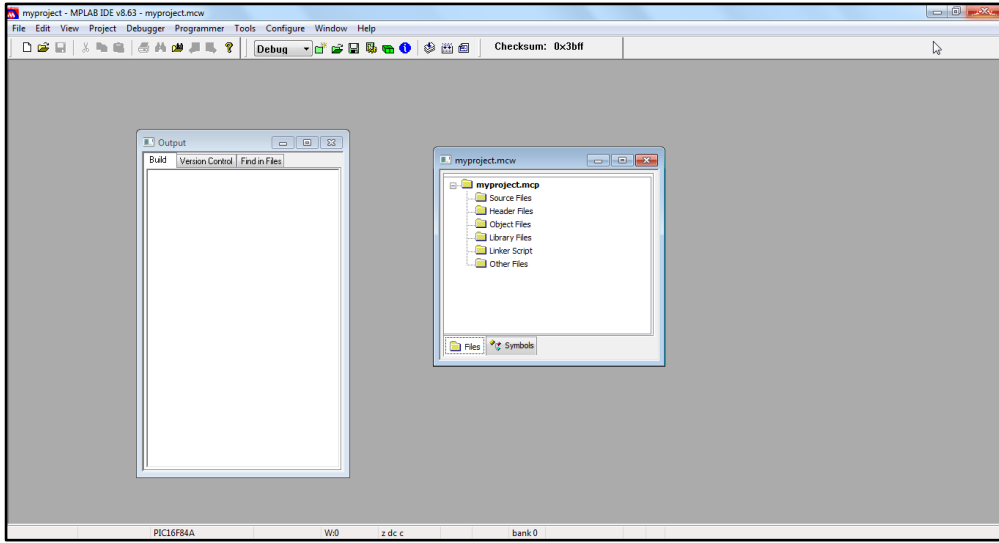 myproject - MPLAB IDE v8.63 - myproject.mcw
File Edit View Project Debugger Programmer Tools Configure Window Help
Debug Checksum: 0x3bff
Output
Build Version Control Find in Files
myproject.mcw
myproject.mcp
Source Files
Header Files
Object Files
Library Files
Linker Script
Other Files
Files Symbols
PIC16F84A W:0 z dc c bank 0